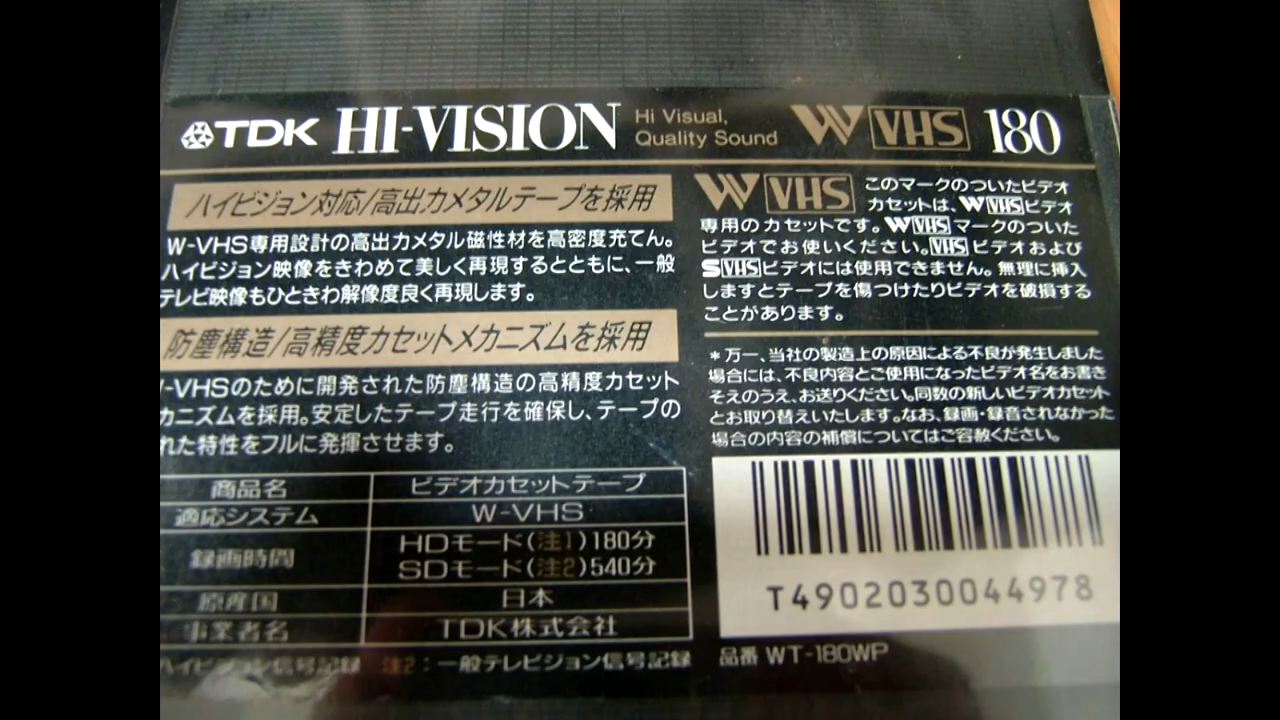 TDK HI-VISION Hi Visual, Quality Sound W VHS 180
ハイビジョン対応/高出力メタルテープを採用
W-VHS専用設計の高出力メタル磁性材を高密度充てん。
ハイビジョン映像をきわめて美しく再現するとともに、一般
テレビ映像もひときわ解像度良く再現します。
防塵構造/高精度カセットメカニズムを採用
-VHSのために開発された防塵構造の高精度カセット
カニズムを採用。安定したテープ走行を確保し、テープの
れた特性をフルに発揮させます。
商品名 ビデオカセットテープ
適応システム W-VHS
録画時間 HDモード(注1)180分
SDモード(注2)540分
原産国 日本
事業者名 TDK株式会社
ハイビジョン信号記録 注2:一般テレビジョン信号記録
W VHS このマークのついたビデオ
カセットは、W VHSビデオ
専用のカセットです。W VHSマークのついた
ビデオでお使いください。VHSビデオおよび
S VHSビデオには使用できません。無理に挿入
しますとテープを傷つけたりビデオを破損する
ことがあります。
*万一、当社の製造上の原因による不良が発生しました
場合には、不良内容とご使用になったビデオ名をお書き
そえのうえ、お送りください。同数の新しいビデオカセット
とお取り替えいたします。なお、録画・録音されなかった
場合の内容の補償についてはご容赦ください。
T4902030044978
品番 WT-180WP